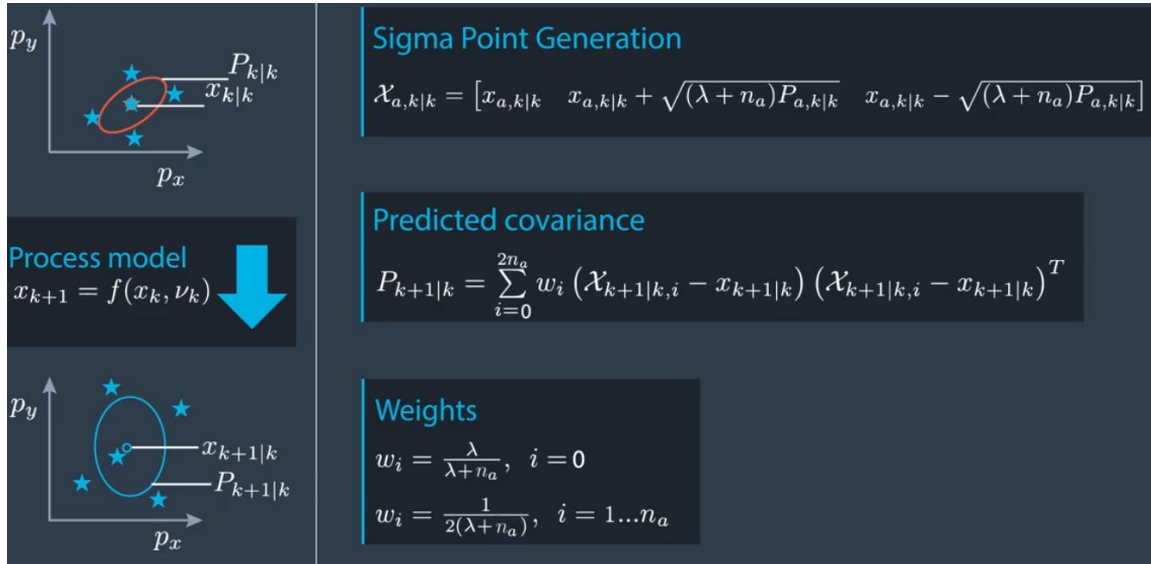 p_y
P_{k|k}
x_{k|k}
p_x
Process model
x_{k+1} = f(x_k, ν_k)
p_y
x_{k+1|k}
P_{k+1|k}
p_x
Sigma Point Generation
𝒳_{a,k|k} = [x_{a,k|k}   x_{a,k|k} + √((λ + n_a)P_{a,k|k})   x_{a,k|k} − √((λ + n_a)P_{a,k|k})]
Predicted covariance
P_{k+1|k} = ∑_{i=0}^{2n_a} w_i (𝒳_{k+1|k,i} − x_{k+1|k}) (𝒳_{k+1|k,i} − x_{k+1|k})^T
Weights
w_i = λ/(λ+n_a), i = 0
w_i = 1/(2(λ+n_a)), i = 1...n_a